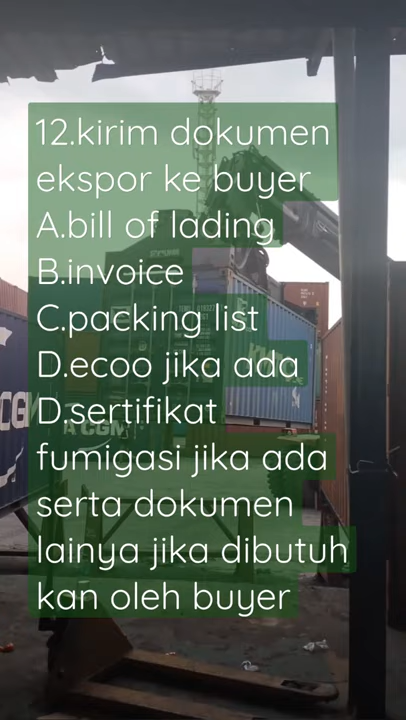 12.kirim dokumen
ekspor ke buyer
A.bill of lading
B.invoice
C.packing list
D.ecoo jika ada
D.sertifikat
fumigasi jika ada
serta dokumen
lainya jika dibutuh
kan oleh buyer